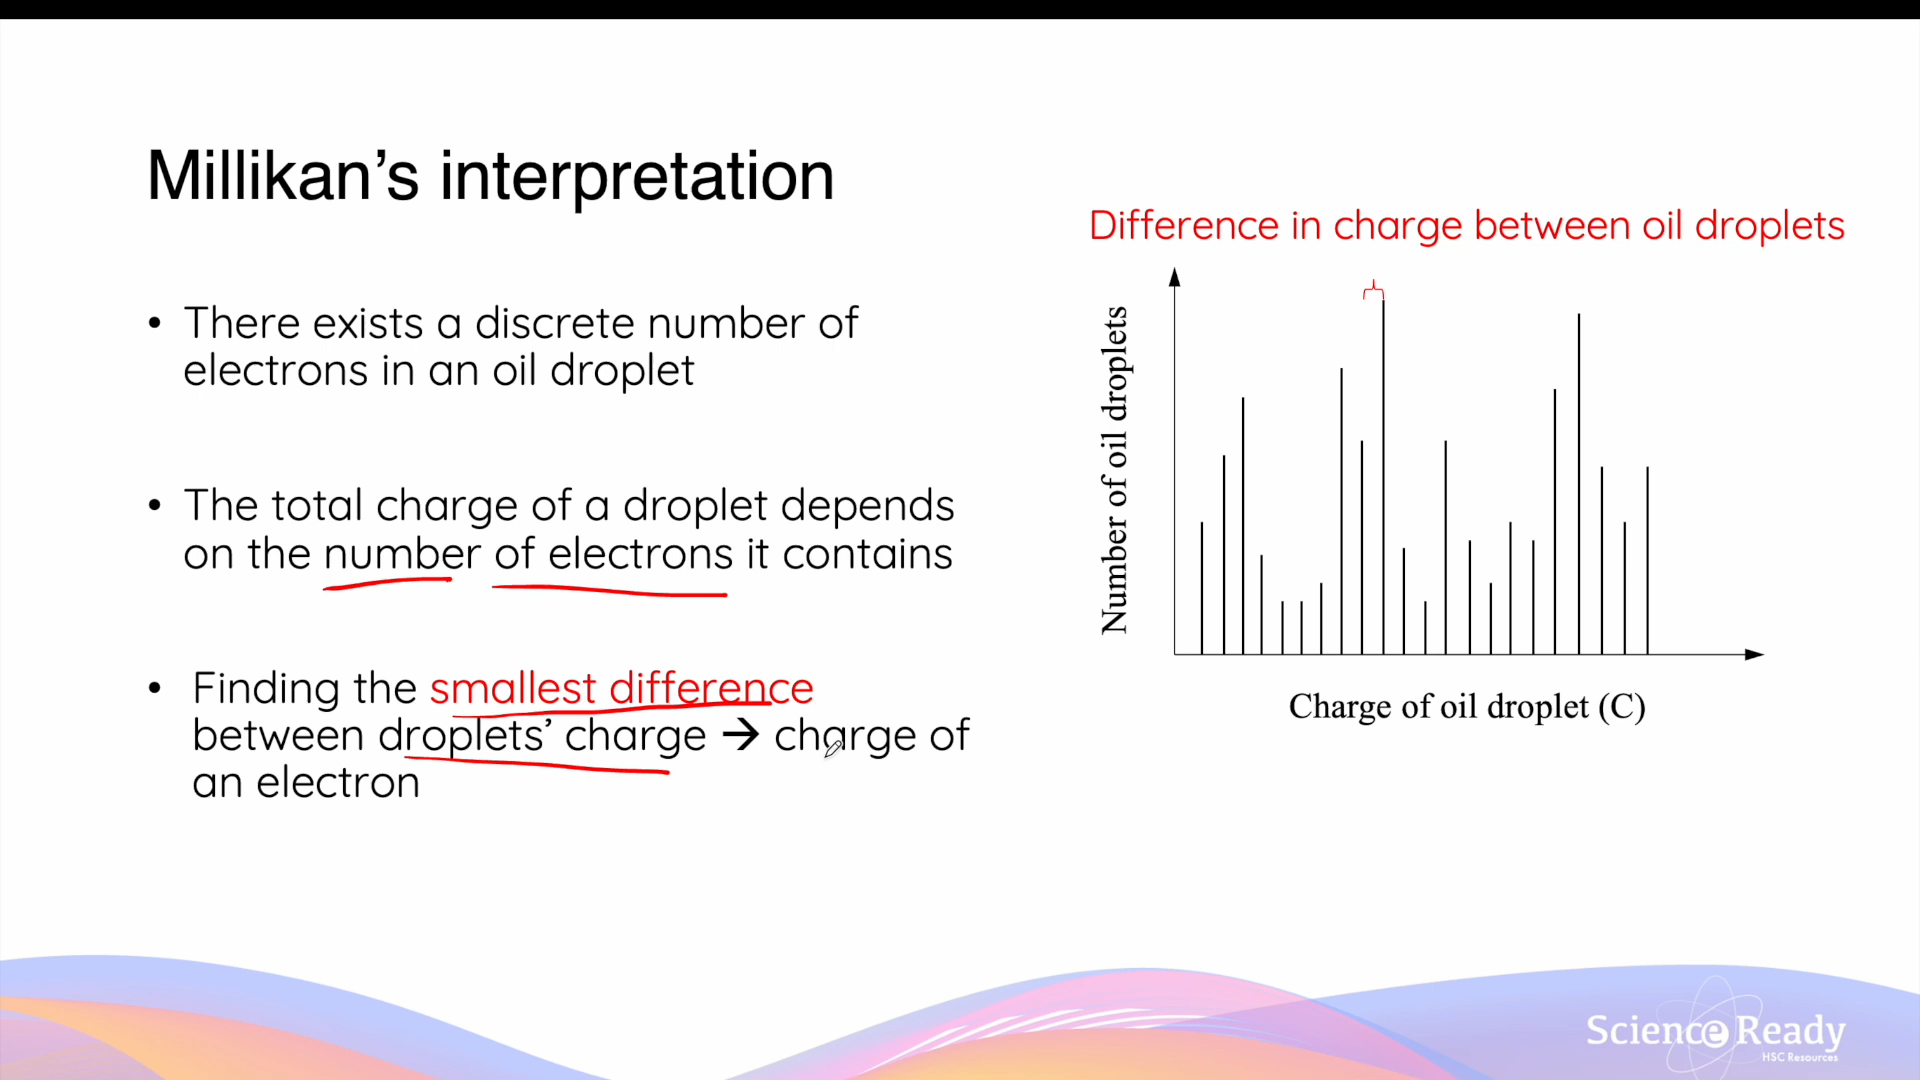 Millikan’s interpretation
• There exists a discrete number of
electrons in an oil droplet
• The total charge of a droplet depends
on the number of electrons it contains
• Finding the smallest difference
between droplets’ charge → charge of
an electron
Difference in charge between oil droplets
Number of oil droplets
Charge of oil droplet (C)
Science Ready
HSC Resources